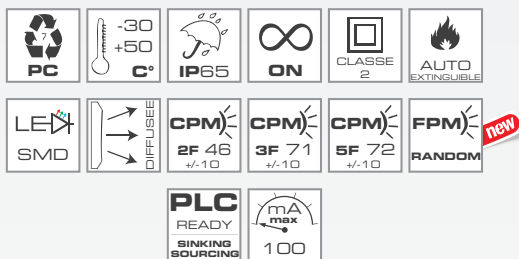 7
PC
-30
+50
C°
IP65
ON
CLASSE
2
AUTO
EXTINGUIBLE
LED
SMD
DIFFUSEE
CPM
2F 46
+/-10
CPM
3F 71
+/-10
CPM
5F 72
+/-10
FPM
RANDOM
new
PLC
READY
SINKING
SOURCING
mA
max
100